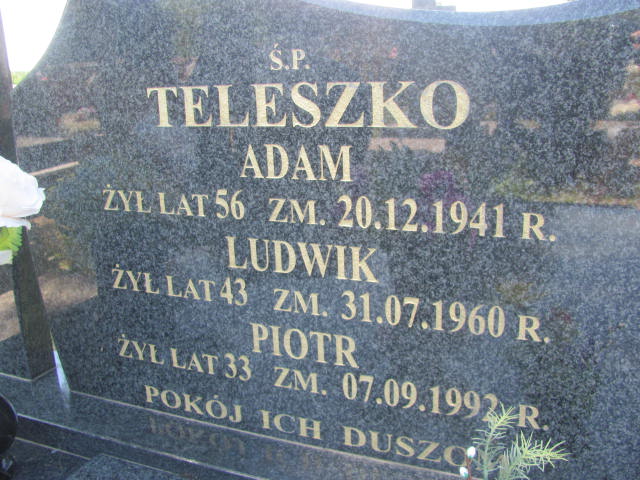 Ś.P.
TELESZKO
ADAM
ŻYŁ LAT 56 ZM. 20.12.1941 R.
LUDWIK
ŻYŁ LAT 43 ZM. 31.07.1960 R.
PIOTR
ŻYŁ LAT 33 ZM. 07.09.1992 R.
POKÓJ ICH DUSZO